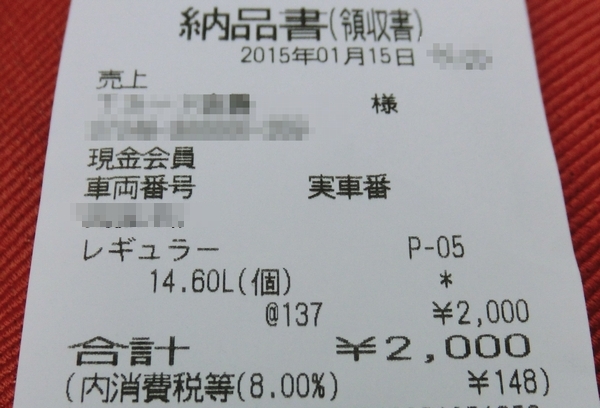 納品書(領収書)
2015年01月15日
売上
様
現金会員
車両番号 実車番
レギュラー P-05
14.60L(個) *
@137 ¥2,000
合計 ¥2,000
(内消費税等(8.00%) ¥148)